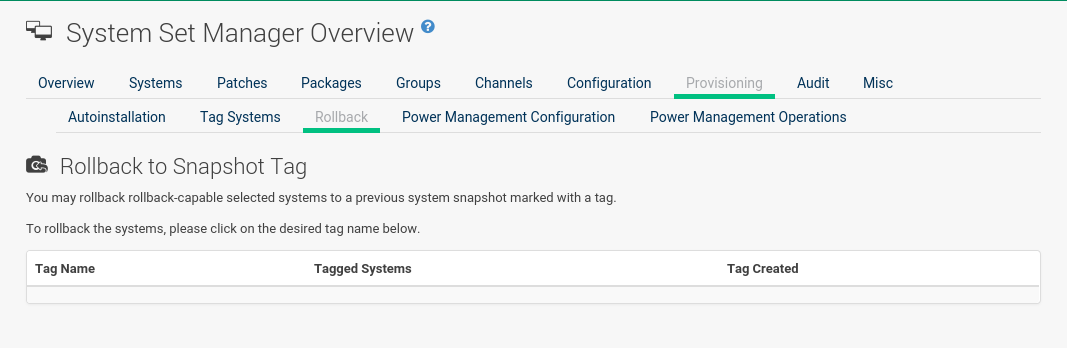 System Set Manager Overview ?
Overview Systems Patches Packages Groups Channels Configuration Provisioning Audit Misc
Autoinstallation Tag Systems Rollback Power Management Configuration Power Management Operations
Rollback to Snapshot Tag
You may rollback rollback-capable selected systems to a previous system snapshot marked with a tag.
To rollback the systems, please click on the desired tag name below.
Tag Name Tagged Systems Tag Created